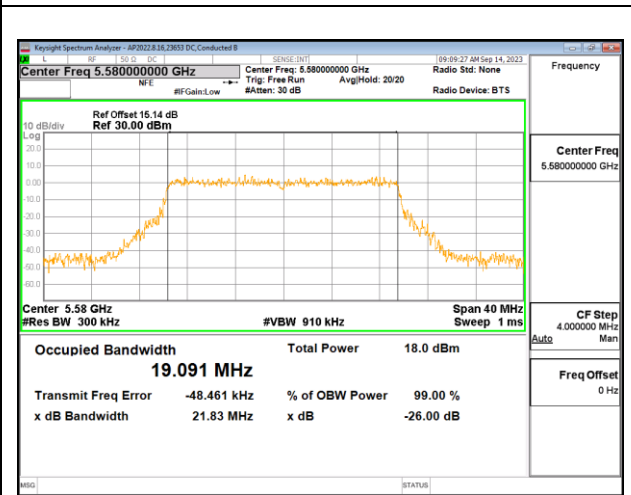 Keysight Spectrum Analyzer - AP2022.8.16,23653 DC,Conducted B
L RF 50 Ω DC SENSE:INT 09:09:27 AM Sep 14, 2023
Center Freq 5.580000000 GHz Center Freq: 5.580000000 GHz Radio Std: None Frequency
NFE Trig: Free Run Avg|Hold: 20/20
#IFGain:Low #Atten: 30 dB Radio Device: BTS
Ref Offset 15.14 dB
10 dB/div Ref 30.00 dBm
Log
20.0
10.0
0.00
-10.0
-20.0
-30.0
-40.0
-50.0
-60.0
Center Freq
5.580000000 GHz
Center 5.58 GHz Span 40 MHz
#Res BW 300 kHz #VBW 910 kHz Sweep 1 ms
CF Step
4.000000 MHz
Auto Man
Occupied Bandwidth Total Power 18.0 dBm
19.091 MHz
Freq Offset
0 Hz
Transmit Freq Error -48.461 kHz % of OBW Power 99.00 %
x dB Bandwidth 21.83 MHz x dB -26.00 dB
MSG STATUS